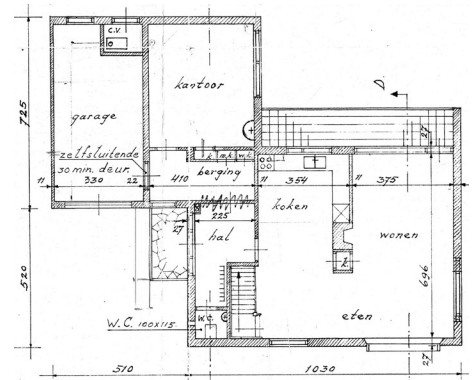 c.v.
kantoor
D.
garage
725
27
zelfsluitende
30 min. deur.
k. m.k. w.k.
berging
11 330 22 410 11 354 11 375
koken
27 225
hal
wonen
k.
696
520
W.C.
W.C. 100x115
eten
27
510 1030